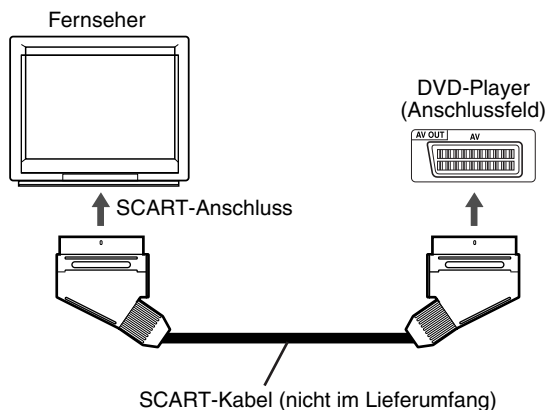 Fernseher
DVD-Player
(Anschlussfeld)
AV OUT AV
SCART-Anschluss
SCART-Kabel (nicht im Lieferumfang)